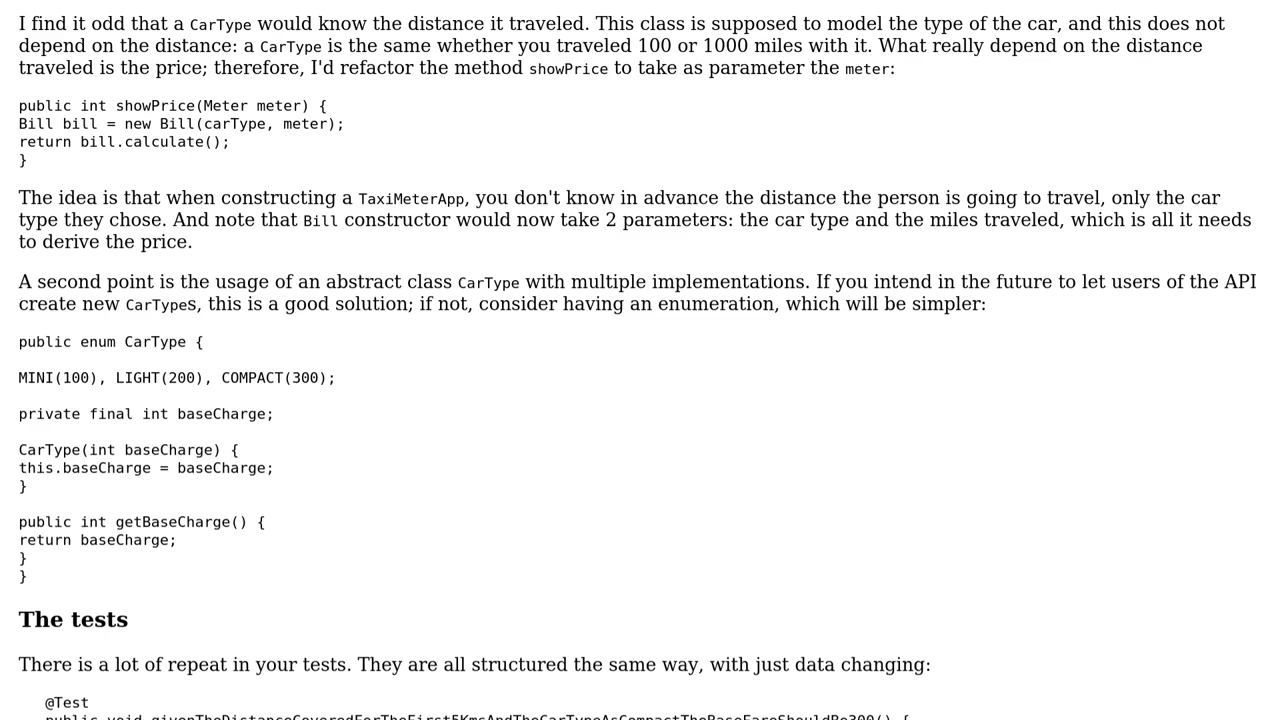 I find it odd that a CarType would know the distance it traveled. This class is supposed to model the type of the car, and this does not
depend on the distance: a CarType is the same whether you traveled 100 or 1000 miles with it. What really depend on the distance
traveled is the price; therefore, I'd refactor the method showPrice to take as parameter the meter:
public int showPrice(Meter meter) {
Bill bill = new Bill(carType, meter);
return bill.calculate();
}
The idea is that when constructing a TaxiMeterApp, you don't know in advance the distance the person is going to travel, only the car
type they chose. And note that Bill constructor would now take 2 parameters: the car type and the miles traveled, which is all it needs
to derive the price.
A second point is the usage of an abstract class CarType with multiple implementations. If you intend in the future to let users of the API
create new CarTypes, this is a good solution; if not, consider having an enumeration, which will be simpler:
public enum CarType {
MINI(100), LIGHT(200), COMPACT(300);
private final int baseCharge;
CarType(int baseCharge) {
this.baseCharge = baseCharge;
}
public int getBaseCharge() {
return baseCharge;
}
}
The tests
There is a lot of repeat in your tests. They are all structured the same way, with just data changing:
@Test
public void givenTheDistanceCoveredForTheFirst5KmsAndTheCarTypeAsCompactTheBaseFareShouldBe300() {